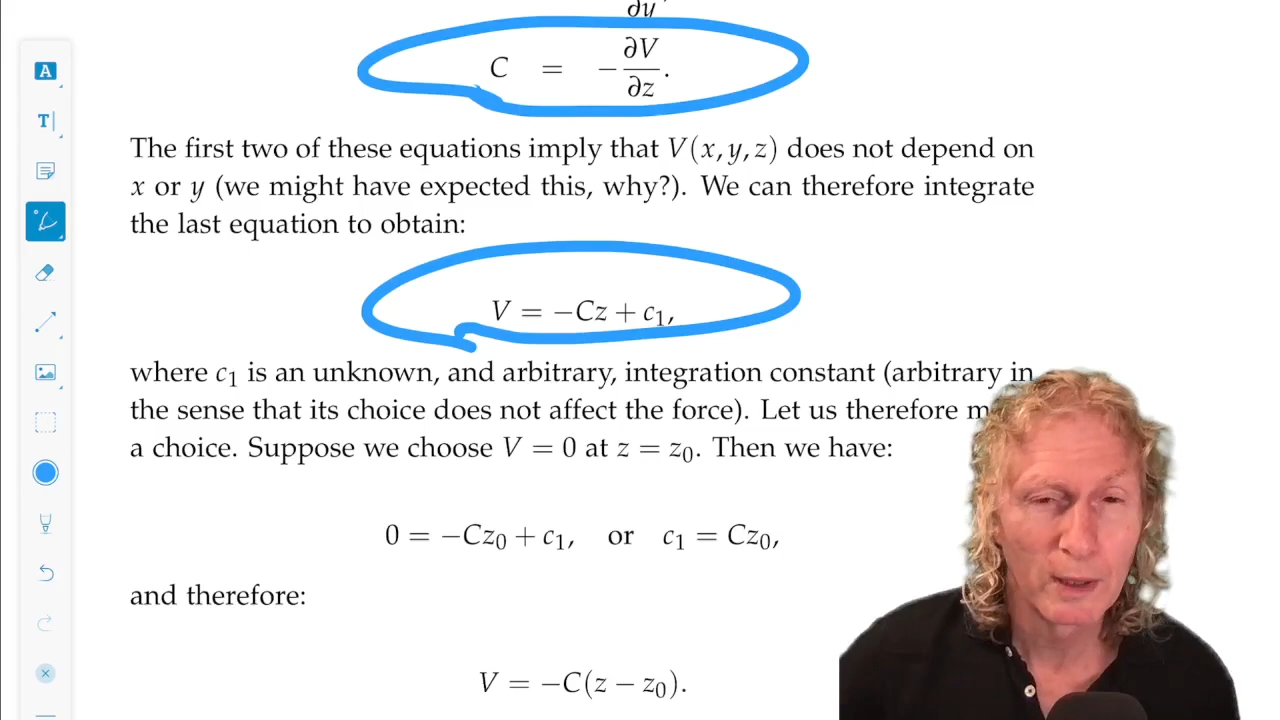 ∂y
C = −∂V/∂z.
The first two of these equations imply that V(x, y, z) does not depend on
x or y (we might have expected this, why?). We can therefore integrate
the last equation to obtain:
V = −Cz + c₁,
where c₁ is an unknown, and arbitrary, integration constant (arbitrary in
the sense that its choice does not affect the force). Let us therefore
a choice. Suppose we choose V = 0 at z = z₀. Then we have:
0 = −Cz₀ + c₁, or c₁ = Cz₀,
and therefore:
V = −C(z − z₀).
A
T